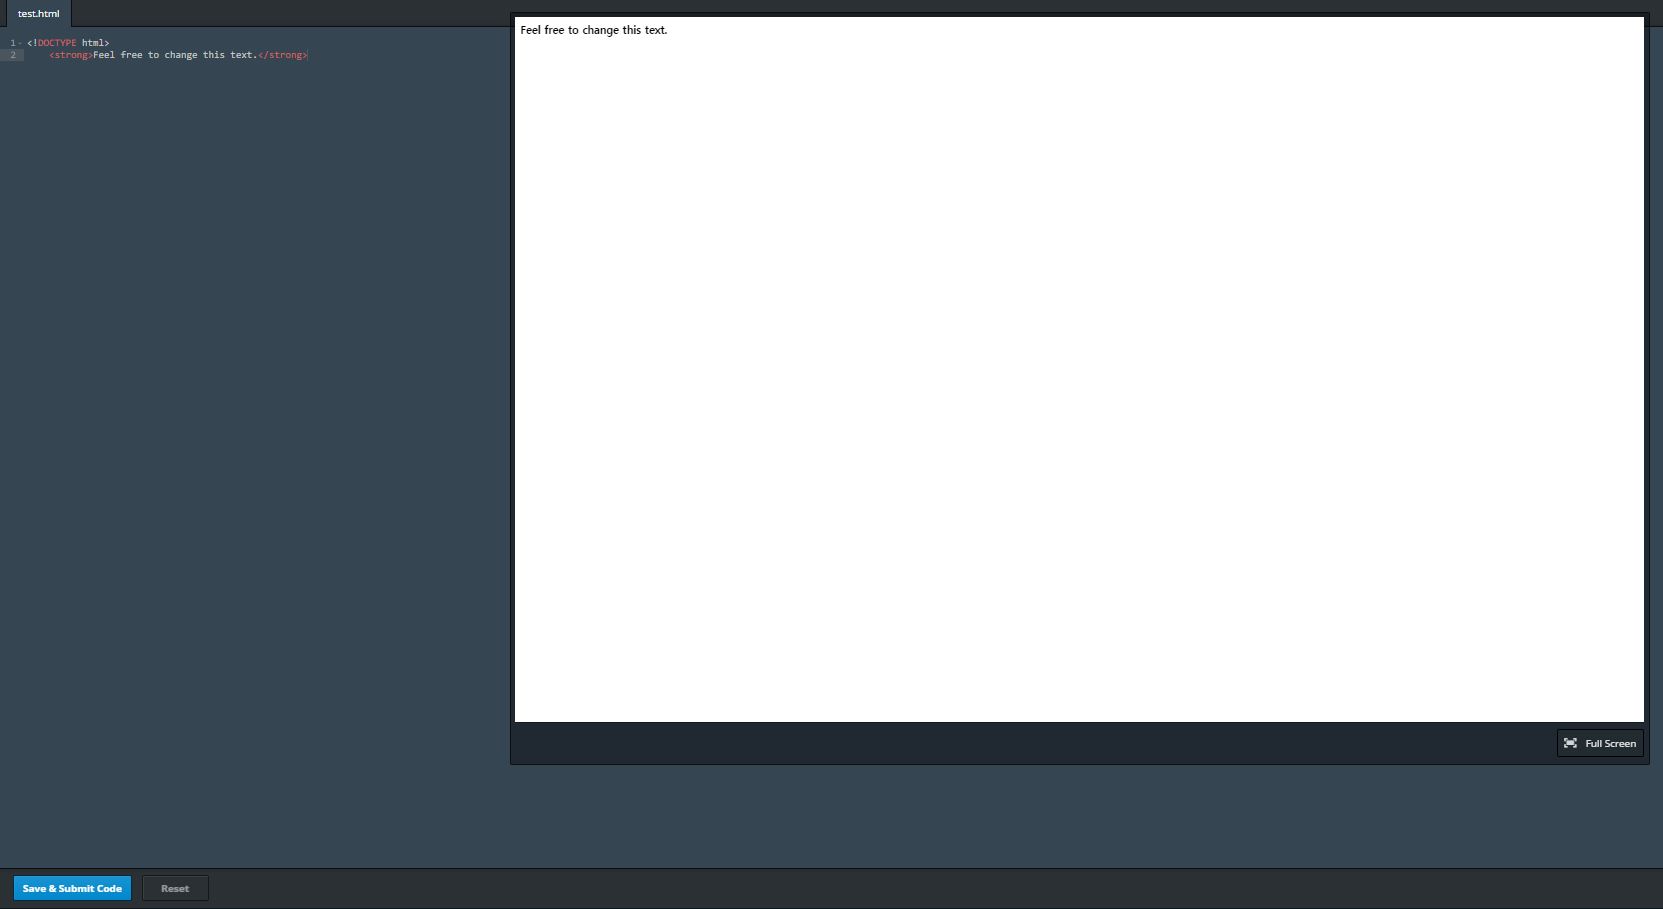 test.html
1 <!DOCTYPE html>
2 <strong>Feel free to change this text.</strong>
Feel free to change this text.
Full Screen
Save & Submit Code
Reset